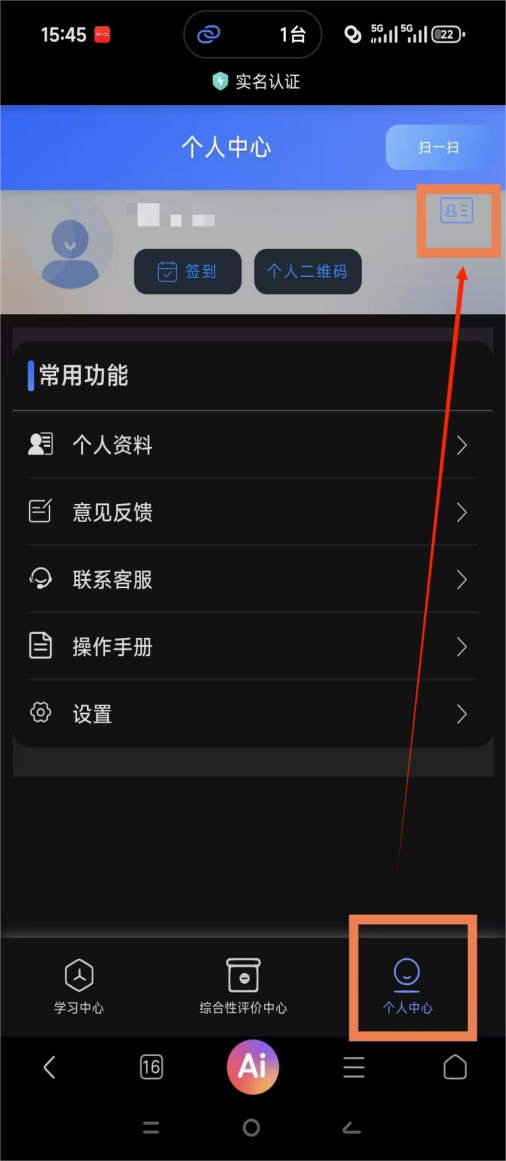 15:45
1台
5G 5G 22
实名认证
个人中心
扫一扫
签到
个人二维码
常用功能
个人资料
意见反馈
联系客服
操作手册
设置
学习中心
综合性评价中心
个人中心
16
Ai